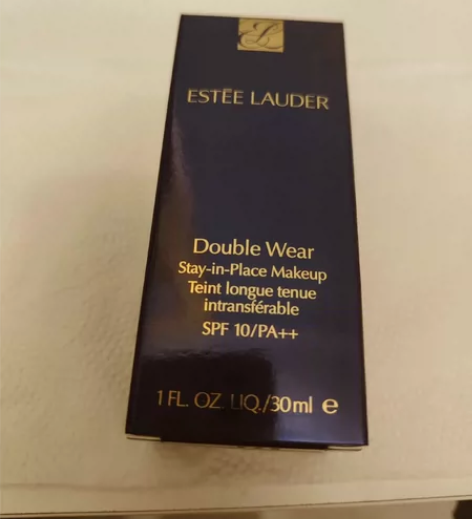 ESTĒE LAUDER
Double Wear
Stay-in-Place Makeup
Teint longue tenue
intransférable
SPF 10/PA++
1 FL. OZ. LIQ./30ml e